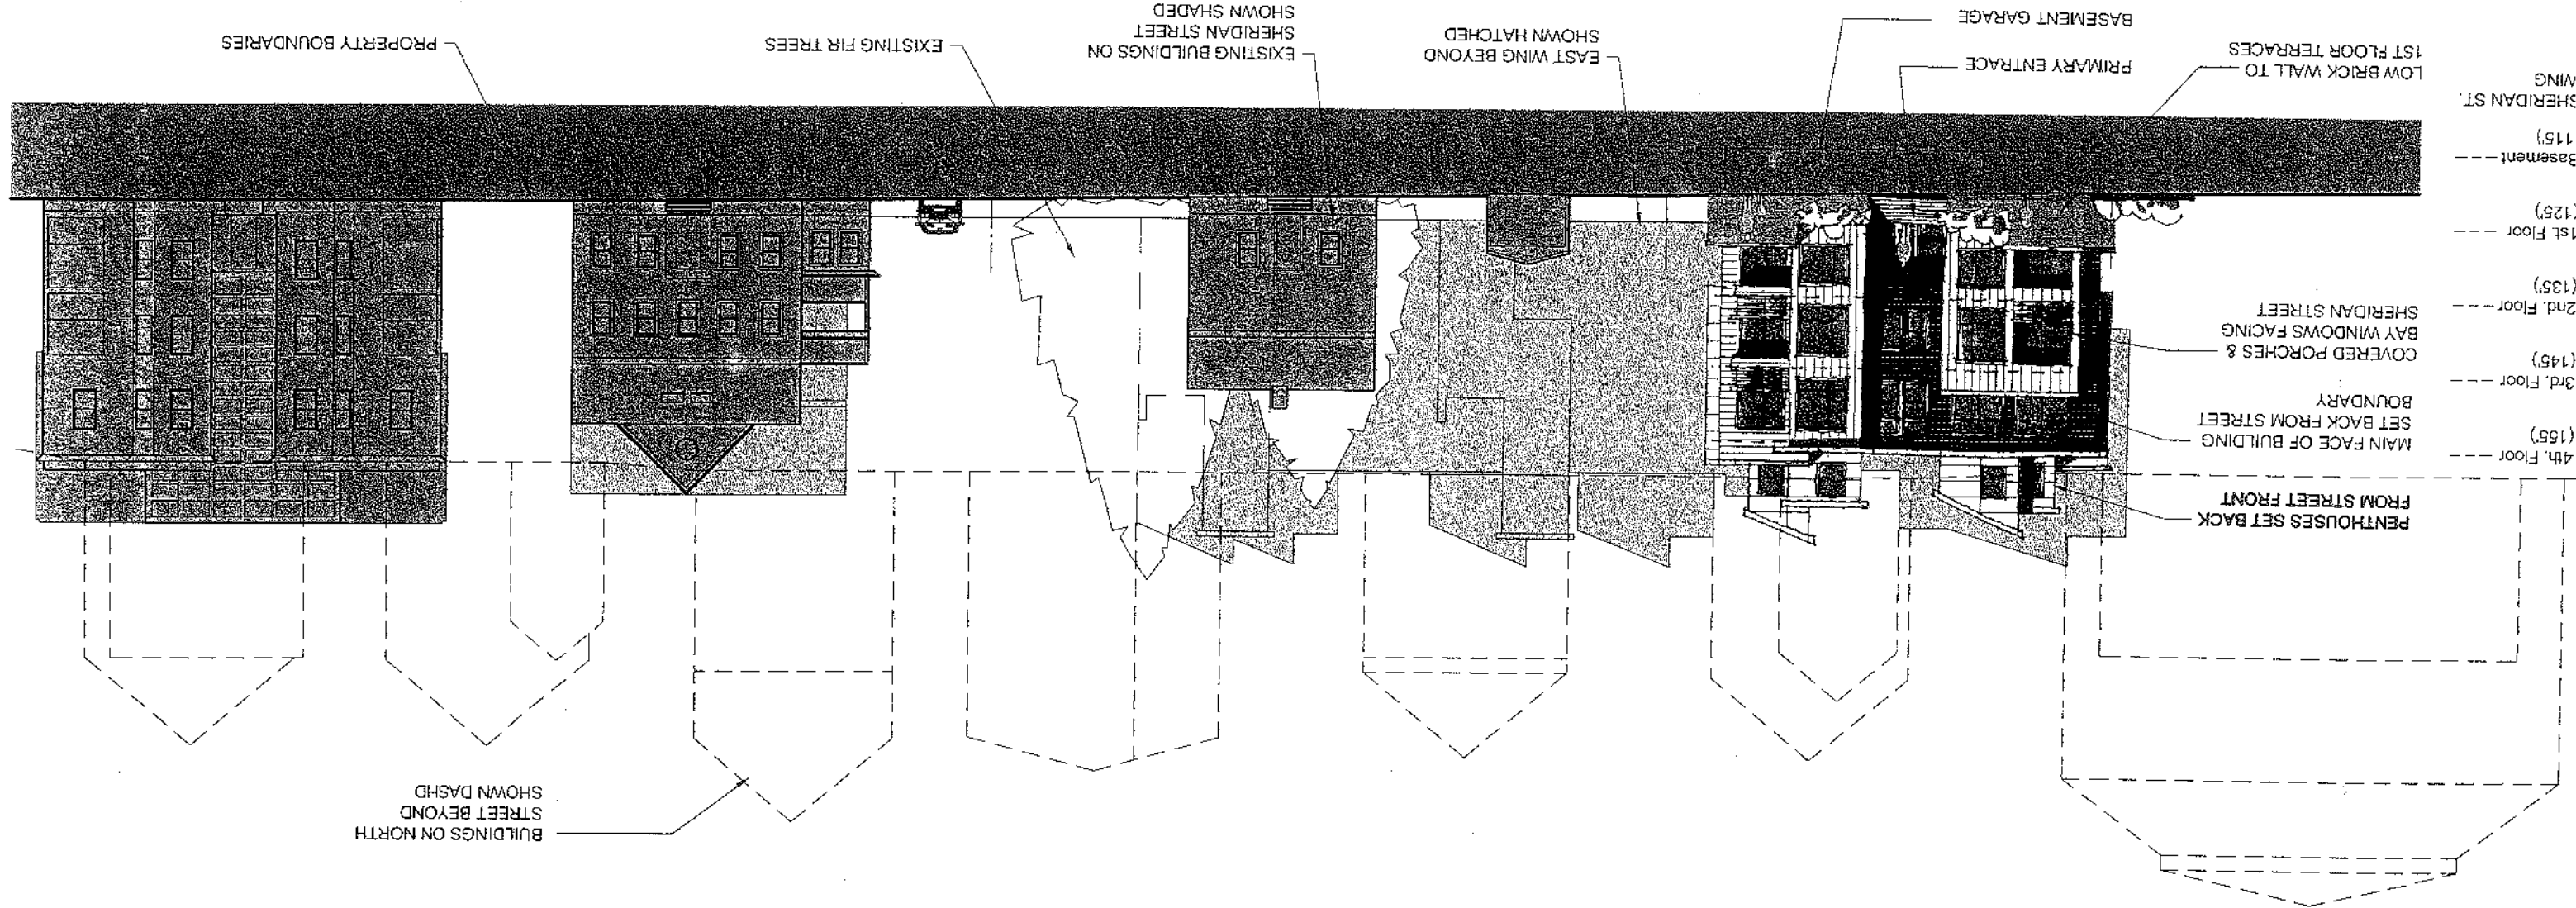 BUILDINGS ON NORTH
STREET BEYOND
SHOWN DASHD
PENTHOUSES SET BACK
FROM STREET FRONT
4th. Floor
(155')
MAIN FACE OF BUILDING
SET BACK FROM STREET
BOUNDARY
3rd. Floor
(145')
COVERED PORCHES &
BAY WINDOWS FACING
SHERIDAN STREET
2nd. Floor
(135')
1st. Floor
(125')
Basement
115')
SHERIDAN ST.
WING
LOW BRICK WALL TO
1ST FLOOR TERRACES
PRIMARY ENTRACE
BASEMENT GARAGE
EAST WING BEYOND
SHOWN HATCHED
EXISTING BUILDINGS ON
SHERIDAN STREET
SHOWN SHADED
EXISTING FIR TREES
PROPERTY BOUNDARIES